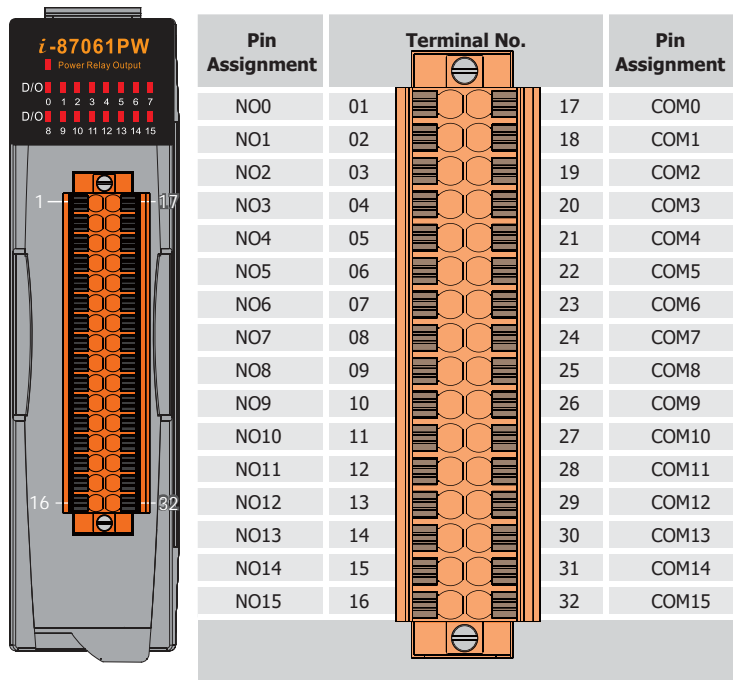 i-87061PW
Power Relay Output
D/O
0 1 2 3 4 5 6 7
D/O
8 9 10 11 12 13 14 15
1 17
16 32
Pin Assignment Terminal No. Pin Assignment
NO0 01 17 COM0
NO1 02 18 COM1
NO2 03 19 COM2
NO3 04 20 COM3
NO4 05 21 COM4
NO5 06 22 COM5
NO6 07 23 COM6
NO7 08 24 COM7
NO8 09 25 COM8
NO9 10 26 COM9
NO10 11 27 COM10
NO11 12 28 COM11
NO12 13 29 COM12
NO13 14 30 COM13
NO14 15 31 COM14
NO15 16 32 COM15